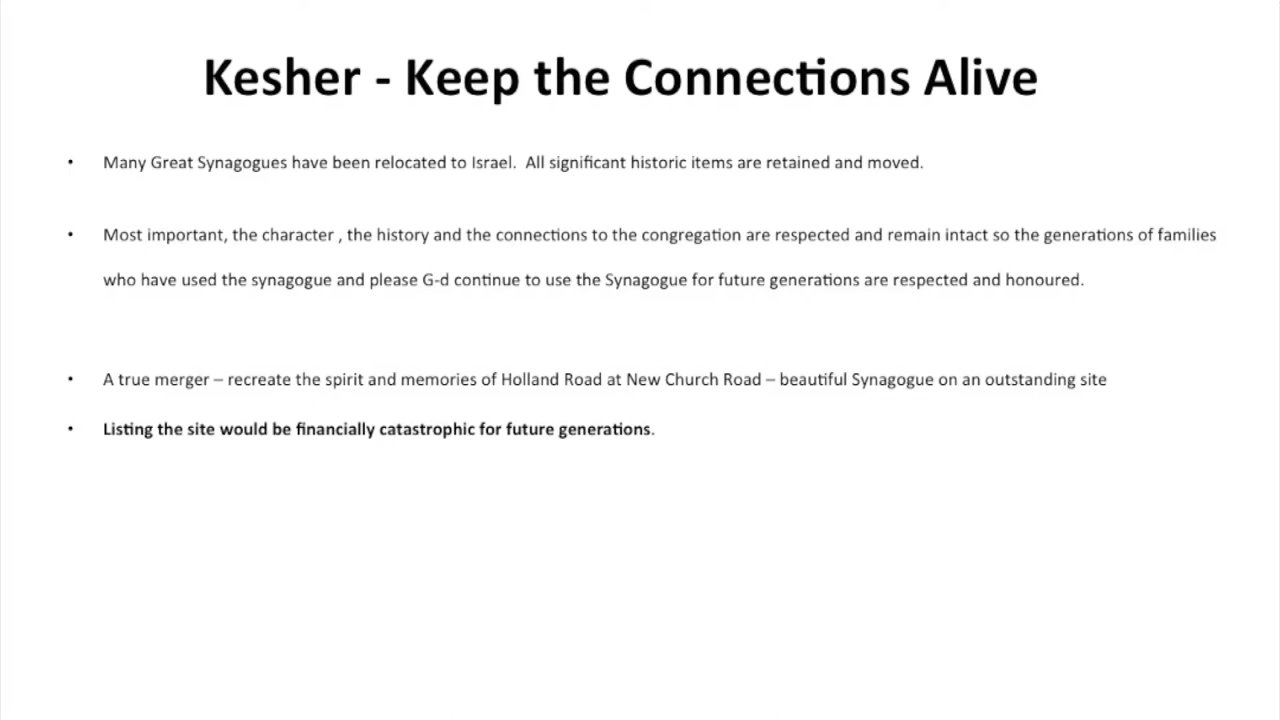 Kesher - Keep the Connections Alive
• Many Great Synagogues have been relocated to Israel.  All significant historic items are retained and moved.
• Most important, the character , the history and the connections to the congregation are respected and remain intact so the generations of families
who have used the synagogue and please G-d continue to use the Synagogue for future generations are respected and honoured.
• A true merger – recreate the spirit and memories of Holland Road at New Church Road – beautiful Synagogue on an outstanding site
• Listing the site would be financially catastrophic for future generations.